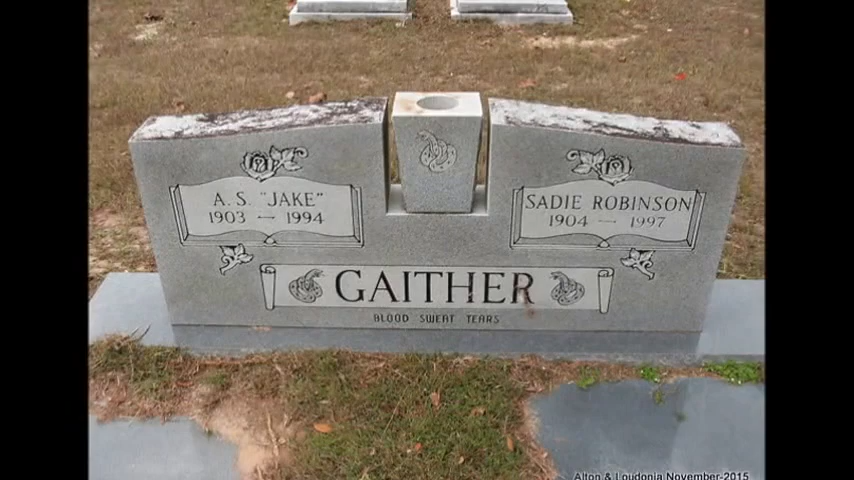 A. S. "JAKE"
1903 — 1994
SADIE ROBINSON
1904 — 1997
GAITHER
BLOOD SWEAT TEARS
Alton & Loudonia November-2015